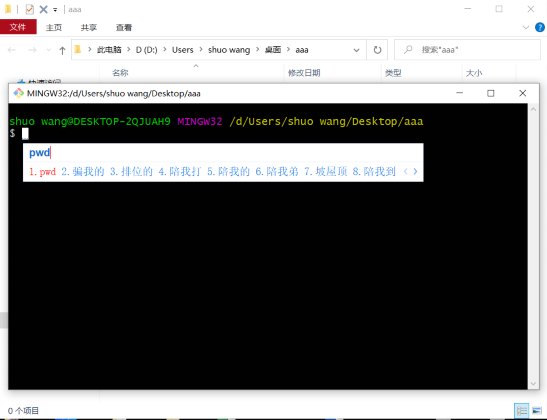 aaa
文件 主页 共享 查看
此电脑 D (D:) Users shuo wang 桌面 aaa 搜索"aaa"
名称 修改日期 类型 大小
快速访问
MINGW32:/d/Users/shuo wang/Desktop/aaa
shuo wang@DESKTOP-2QJUAH9 MINGW32 /d/Users/shuo wang/Desktop/aaa
$
pwd
1.pwd 2.骗我的 3.排位的 4.陪我打 5.陪我的 6.陪我弟 7.坡屋顶 8.陪我到
0 个项目